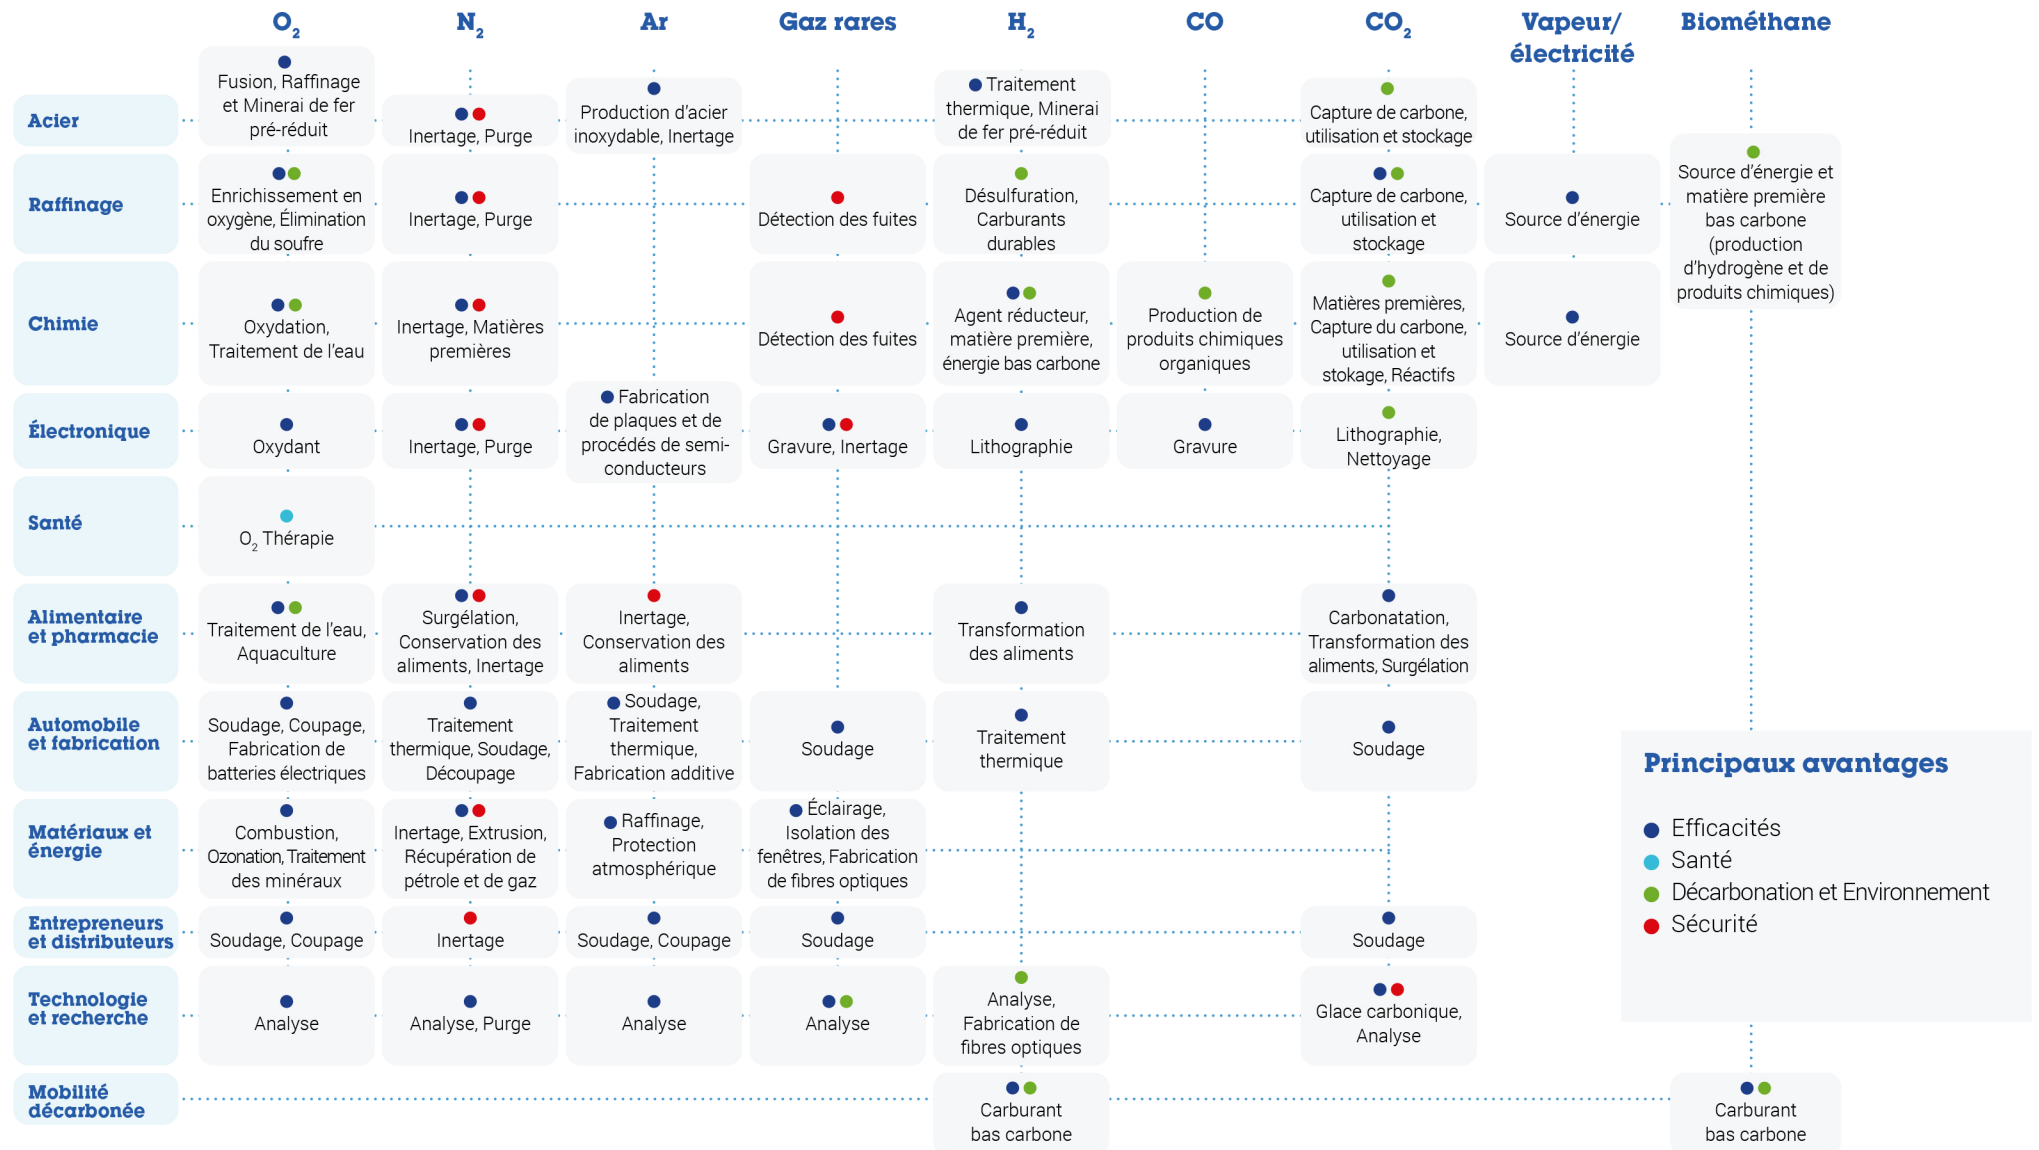 O2
N2
Ar
Gaz rares
H2
CO
CO2
Vapeur/
électricité
Biométhane
Acier
Fusion, Raffinage
et Minerai de fer
pré-réduit
Inertage, Purge
Production d'acier
inoxydable, Inertage
Traitement
thermique, Minerai
de fer pré-réduit
Capture de carbone,
utilisation et stockage
Raffinage
Enrichissement en
oxygène, Élimination
du soufre
Inertage, Purge
Détection des fuites
Désulfuration,
Carburants
durables
Capture de carbone,
utilisation et
stockage
Source d'énergie
Source d'énergie et
matière première
bas carbone
(production
d'hydrogène et de
produits chimiques)
Chimie
Oxydation,
Traitement de l'eau
Inertage, Matières
premières
Détection des fuites
Agent réducteur,
matière première,
énergie bas carbone
Production de
produits chimiques
organiques
Matières premières,
Capture du carbone,
utilisation et
stokage, Réactifs
Source d'énergie
Électronique
Oxydant
Inertage, Purge
Fabrication
de plaques et de
procédés de semi-
conducteurs
Gravure, Inertage
Lithographie
Gravure
Lithographie,
Nettoyage
Santé
O2 Thérapie
Alimentaire
et pharmacie
Traitement de l'eau,
Aquaculture
Surgélation,
Conservation des
aliments, Inertage
Inertage,
Conservation des
aliments
Transformation
des aliments
Carbonatation,
Transformation des
aliments, Surgélation
Automobile
et fabrication
Soudage, Coupage,
Fabrication de
batteries électriques
Traitement
thermique, Soudage,
Découpage
Soudage,
Traitement
thermique,
Fabrication additive
Soudage
Traitement
thermique
Soudage
Matériaux et
énergie
Combustion,
Ozonation, Traitement
des minéraux
Inertage, Extrusion,
Récupération de
pétrole et de gaz
Raffinage,
Protection
atmosphérique
Éclairage,
Isolation des
fenêtres, Fabrication
de fibres optiques
Entrepreneurs
et distributeurs
Soudage, Coupage
Inertage
Soudage, Coupage
Soudage
Soudage
Technologie
et recherche
Analyse
Analyse, Purge
Analyse
Analyse
Analyse,
Fabrication de
fibres optiques
Glace carbonique,
Analyse
Mobilité
décarbonée
Carburant
bas carbone
Carburant
bas carbone
Principaux avantages
Efficacités
Santé
Décarbonation et Environnement
Sécurité